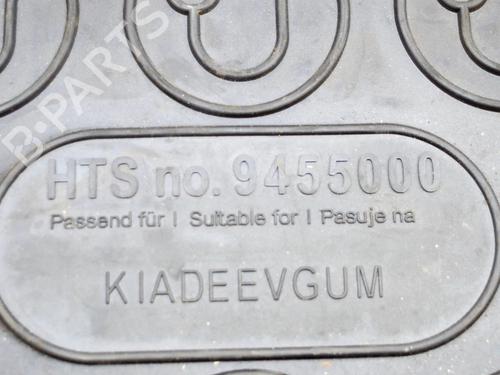 B-PARTS
HTS no. 9455000
Passend für | Suitable for | Pasuje na
KIADEEVGUM